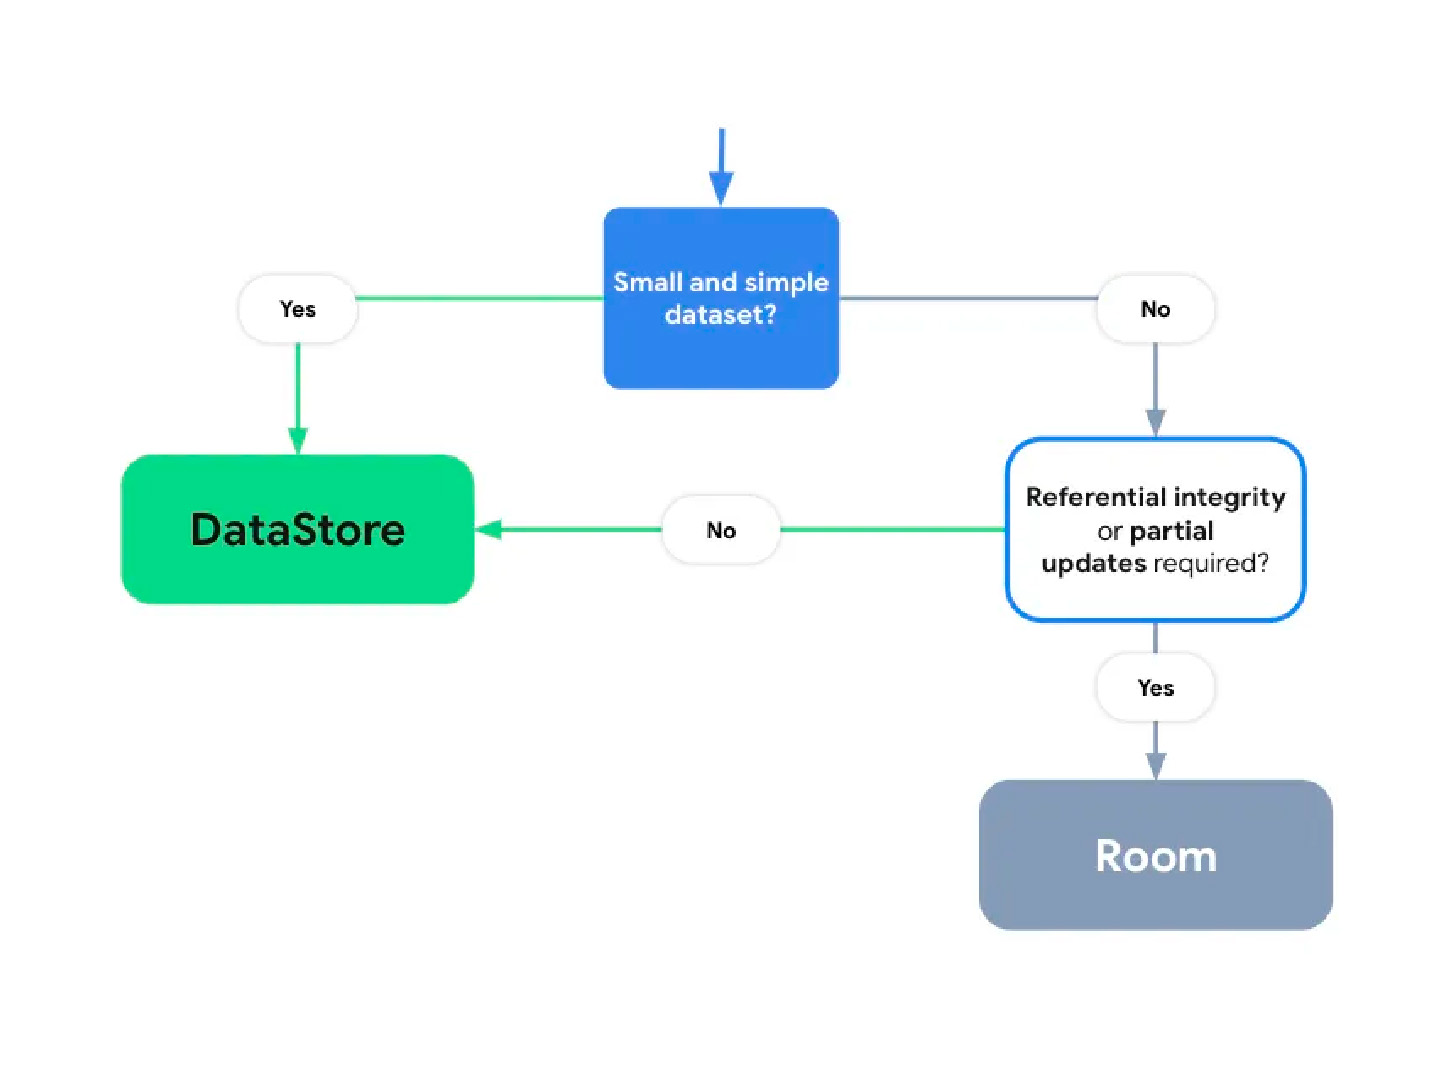 Small and simple
dataset?
Yes
No
DataStore
No
Referential integrity
or partial
updates required?
Yes
Room